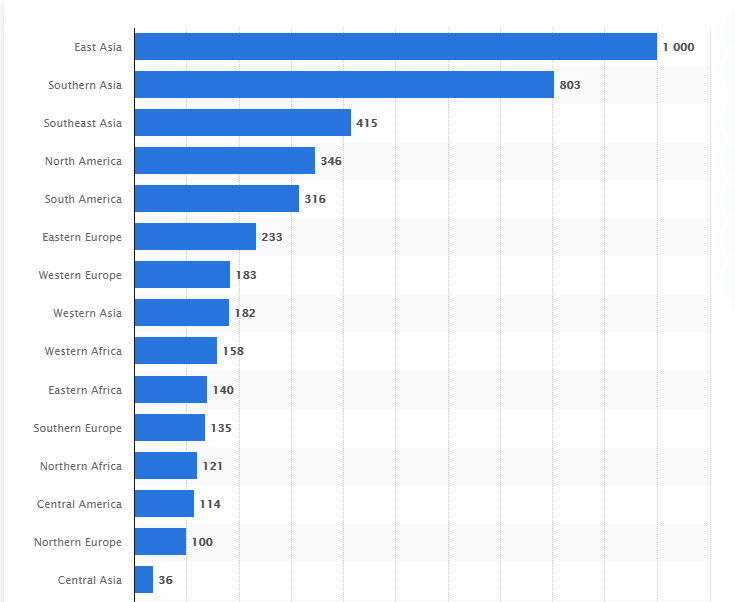 East Asia 1 000
Southern Asia 803
Southeast Asia 415
North America 346
South America 316
Eastern Europe 233
Western Europe 183
Western Asia 182
Western Africa 158
Eastern Africa 140
Southern Europe 135
Northern Africa 121
Central America 114
Northern Europe 100
Central Asia 36